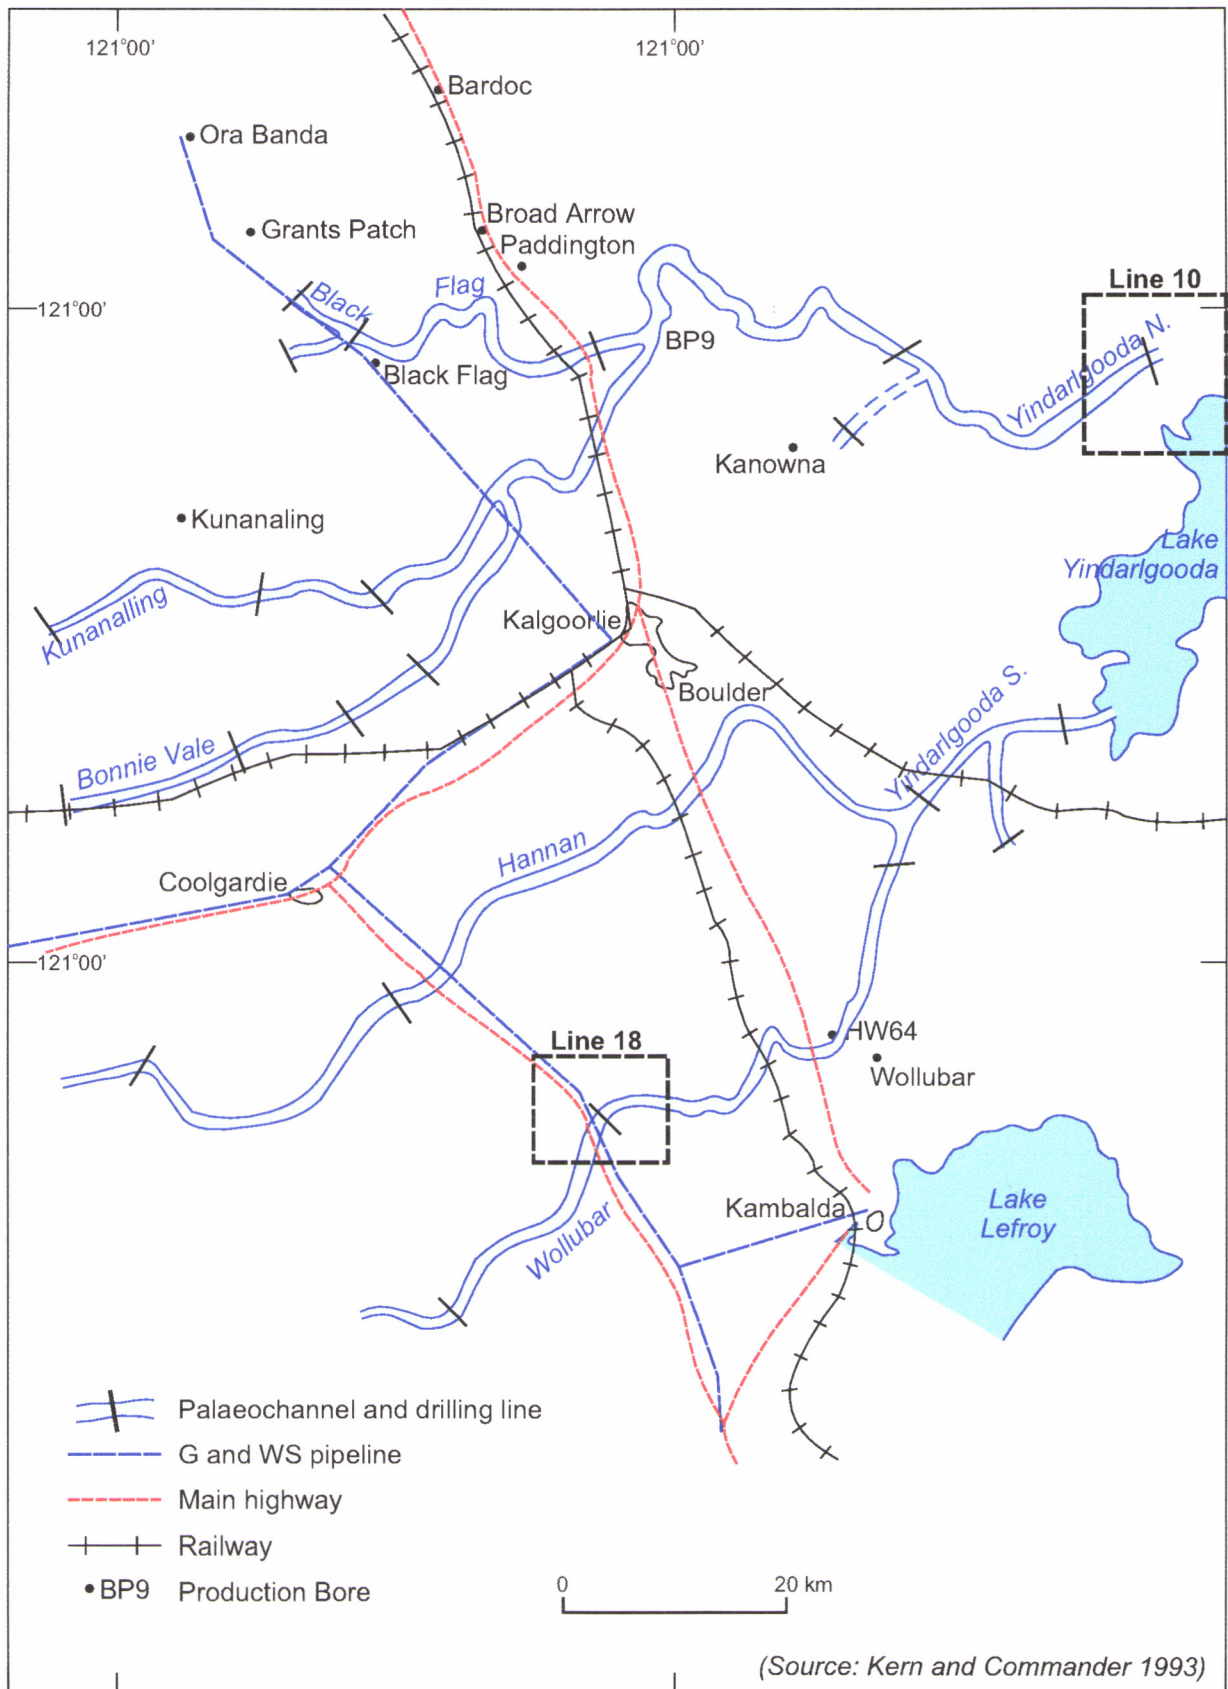 121°00'
121°00'
Bardoc
Ora Banda
Broad Arrow
Grants Patch
Paddington
Line 10
Black
Flag
121°00'
Yindarlgooda N.
BP9
Black Flag
Kanowna
Kunanaling
Lake
Yindarlgooda
Kunanalling
Kalgoorlie
Boulder
Yindarlgooda S.
Bonnie Vale
Hannan
Coolgardie
121°00'
HW64
Line 18
Wollubar
Kambalda
Lake
Lefroy
Wollubar
Palaeochannel and drilling line
G and WS pipeline
Main highway
Railway
BP9 Production Bore
0 20 km
(Source: Kern and Commander 1993)